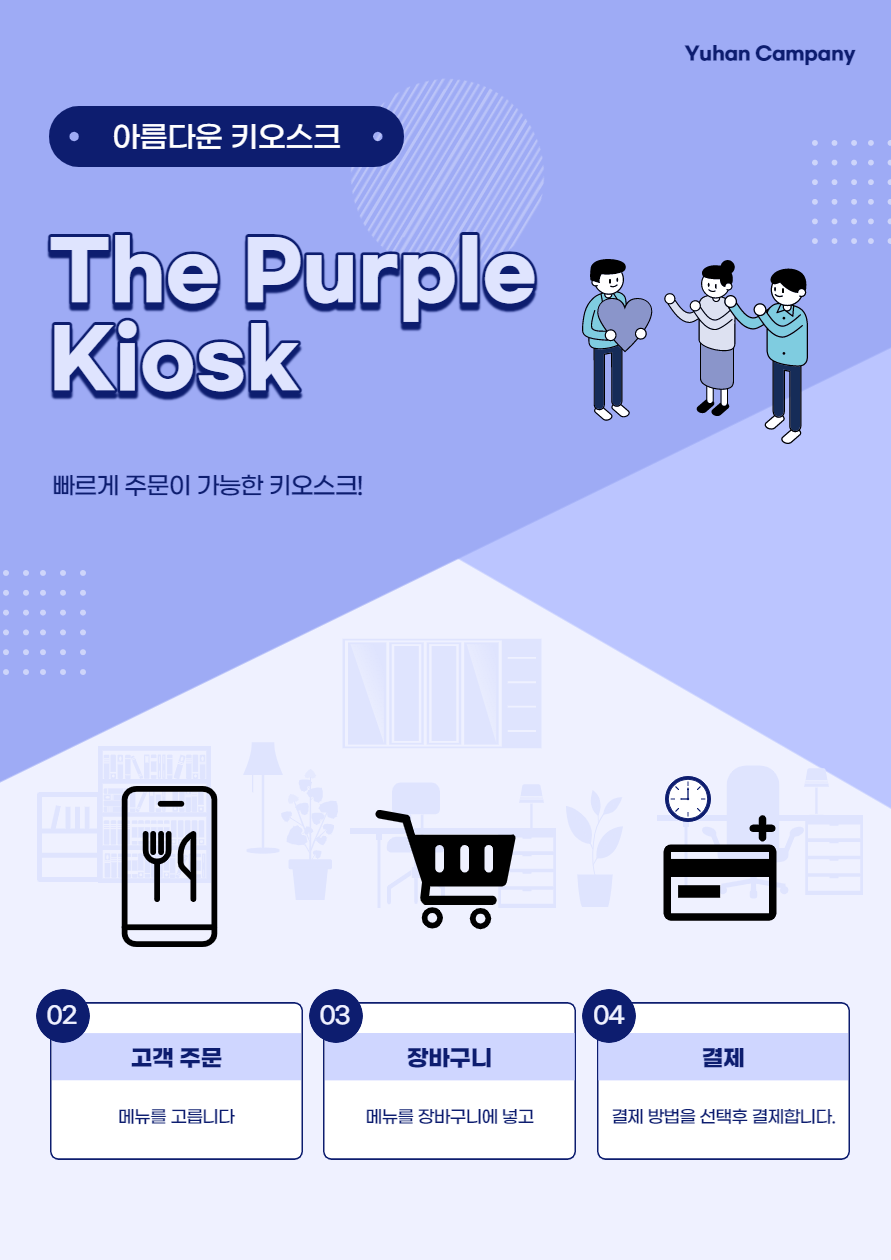 Yuhan Campany
아름다운 키오스크
The Purple
Kiosk
빠르게 주문이 가능한 키오스크!
02
고객 주문
메뉴를 고릅니다
03
장바구니
메뉴를 장바구니에 넣고
04
결제
결제 방법을 선택후 결제합니다.